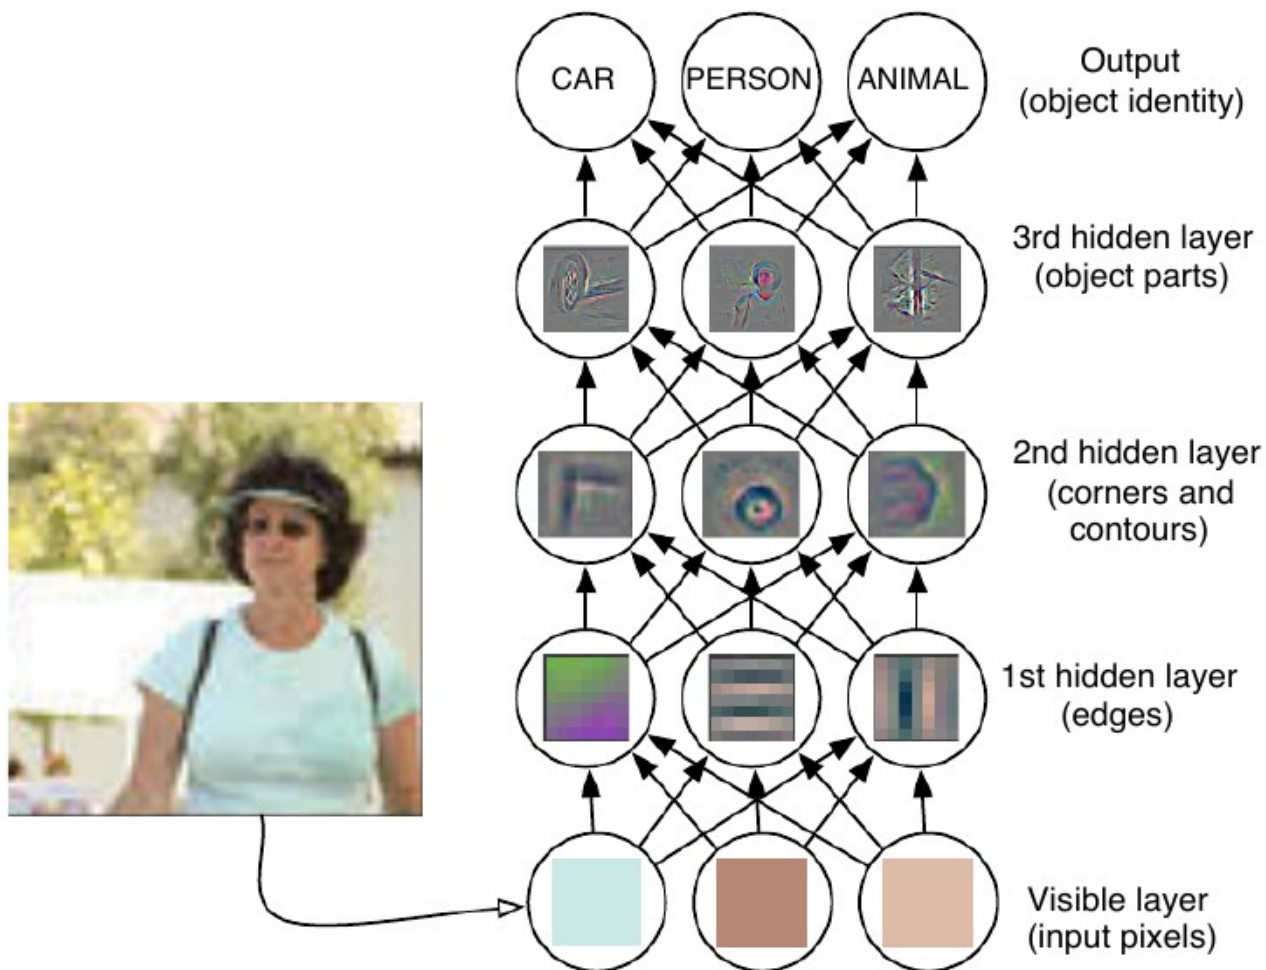 CAR PERSON ANIMAL
Output
(object identity)
3rd hidden layer
(object parts)
2nd hidden layer
(corners and
contours)
1st hidden layer
(edges)
Visible layer
(input pixels)